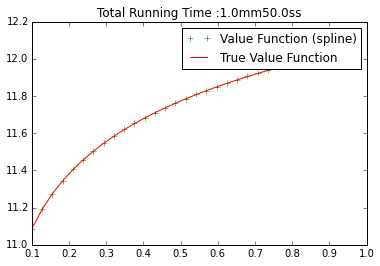 Total Running Time :1.0mm50.0ss
12.2
12.0
11.8
11.6
11.4
11.2
11.0
Value Function (spline)
True Value Function
0.1 0.2 0.3 0.4 0.5 0.6 0.7 0.8 0.9 1.0